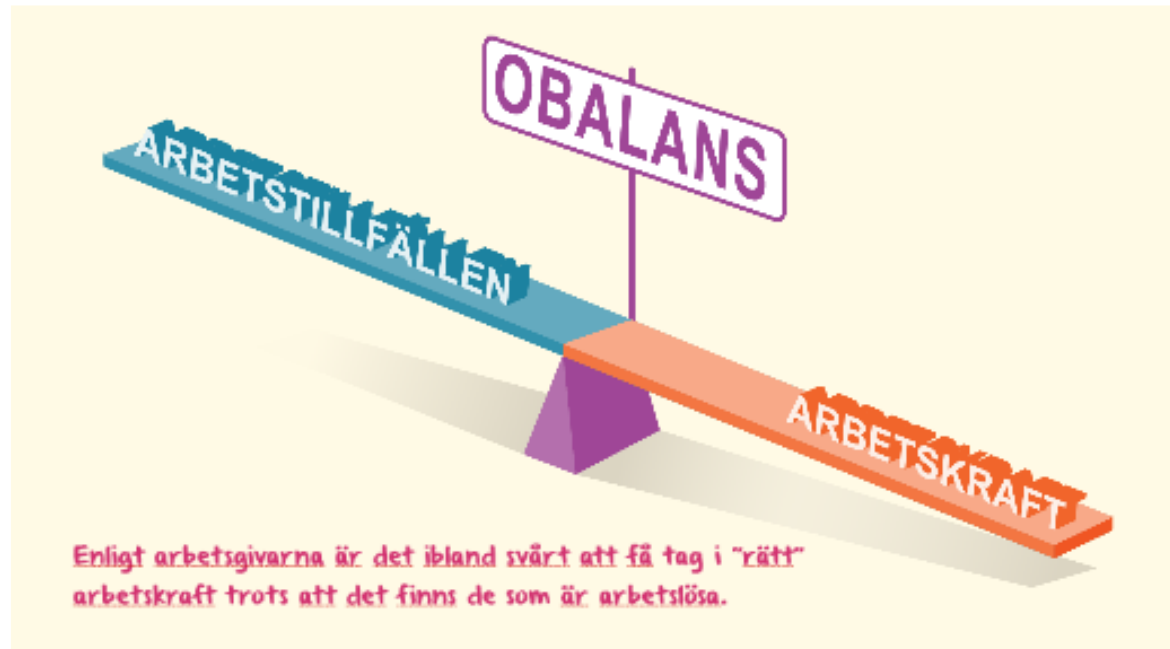 OBALANS
ARBETSTILLFÄLLEN
ARBETSKRAFT
Enligt arbetsgivarna är det ibland svårt att få tag i "rätt"
arbetskraft trots att det finns de som är arbetslösa.